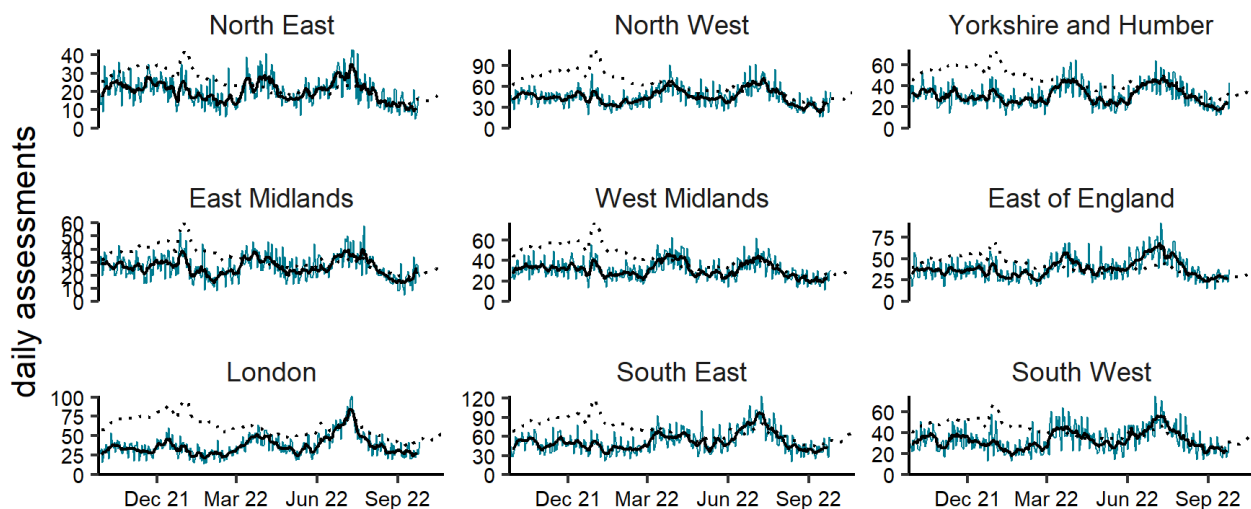 North East North West Yorkshire and Humber
40 90 60
30 60 40
20 30 20
10 0 0
0
East Midlands West Midlands East of England
60 60 75
50 40 50
40 20 25
30 0 0
20
10
0
London South East South West
100 120 60
75 90 40
50 60 20
25 30 0
0 0
Dec 21 Mar 22 Jun 22 Sep 22 Dec 21 Mar 22 Jun 22 Sep 22 Dec 21 Mar 22 Jun 22 Sep 22
daily assessments